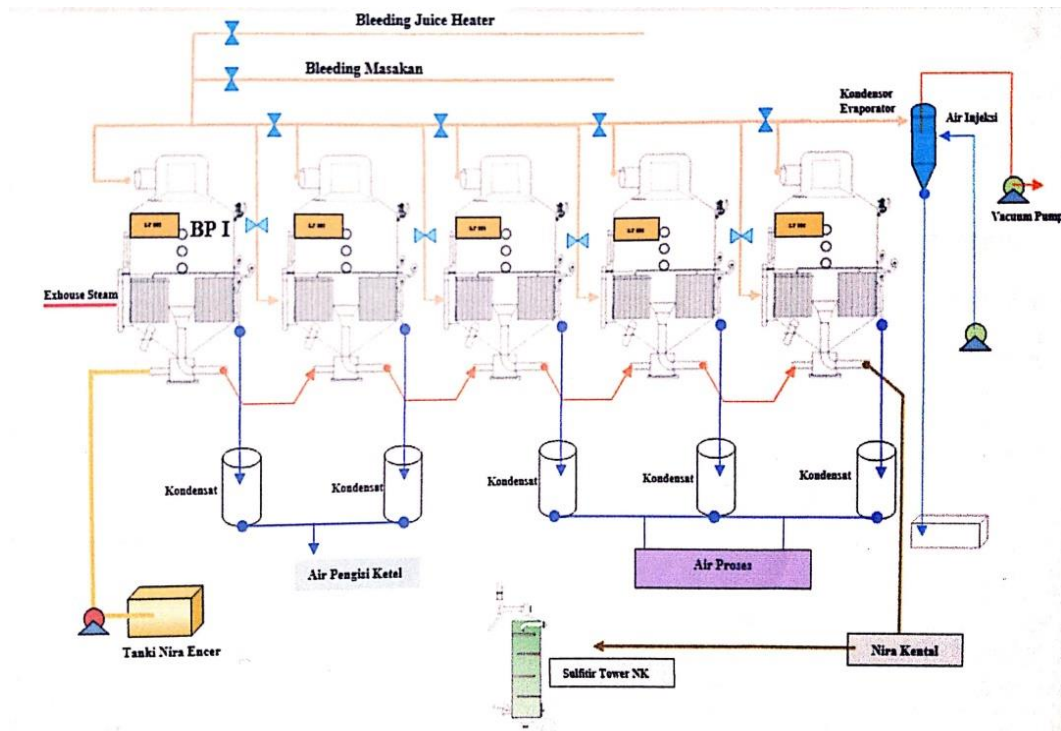 Bleeding Juice Heater
Bleeding Masakan
Kondensor
Evaporator
Air Injeksi
Vacuum Pump
BP I
Exhouse Steam
Kondensat
Kondensat
Kondensat
Kondensat
Kondensat
Air Pengisi Ketel
Air Proses
Tanki Nira Encer
Nira Kental
Sulfitir Tower NK